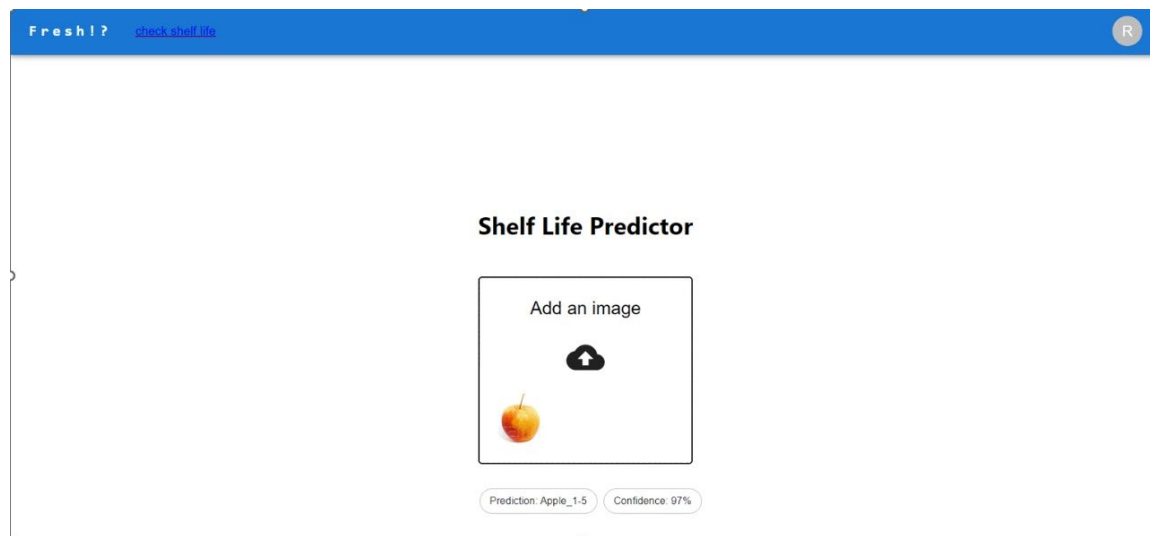 Fresh!? check shelf life R
Shelf Life Predictor
Add an image
Prediction: Apple_1-5 Confidence: 97%